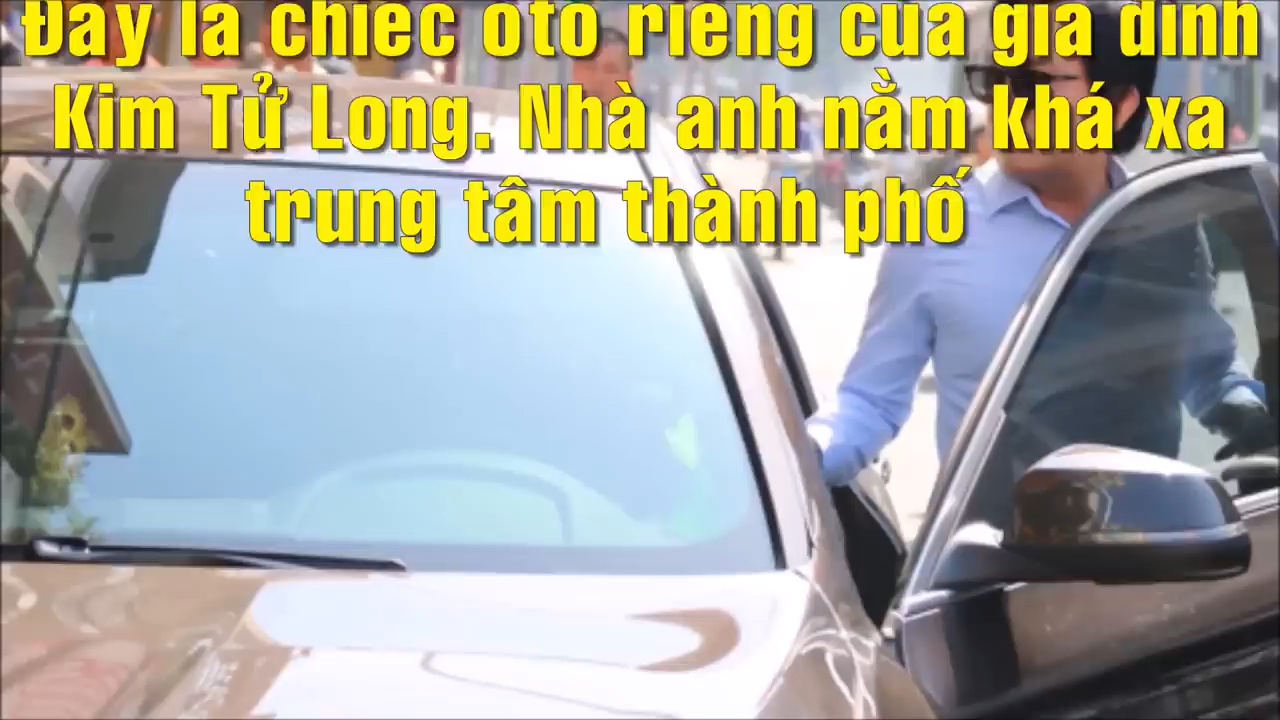 Đây là chiếc ôtô riêng của gia đình
Kim Tử Long. Nhà anh nằm khá xa
trung tâm thành phố